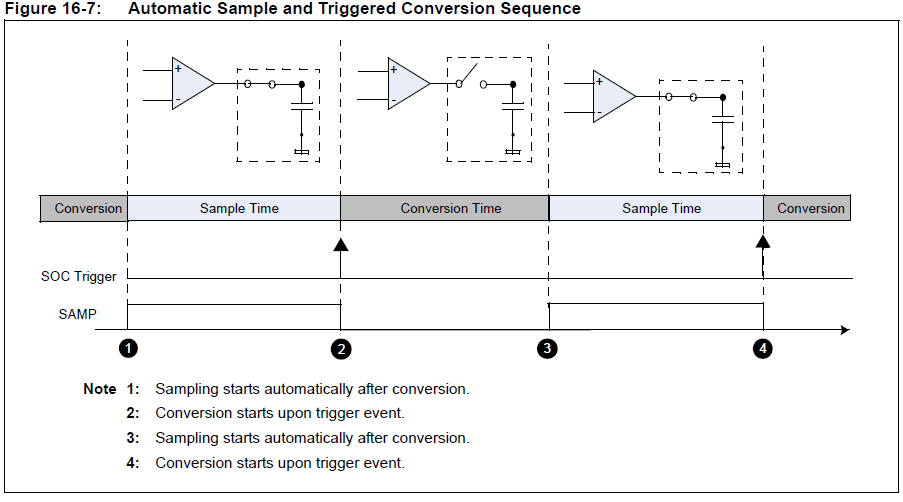 Figure 16-7: Automatic Sample and Triggered Conversion Sequence
+ + +
- - -
Conversion Sample Time Conversion Time Sample Time Conversion
SOC Trigger
SAMP
1 2 3 4
Note 1: Sampling starts automatically after conversion.
2: Conversion starts upon trigger event.
3: Sampling starts automatically after conversion.
4: Conversion starts upon trigger event.